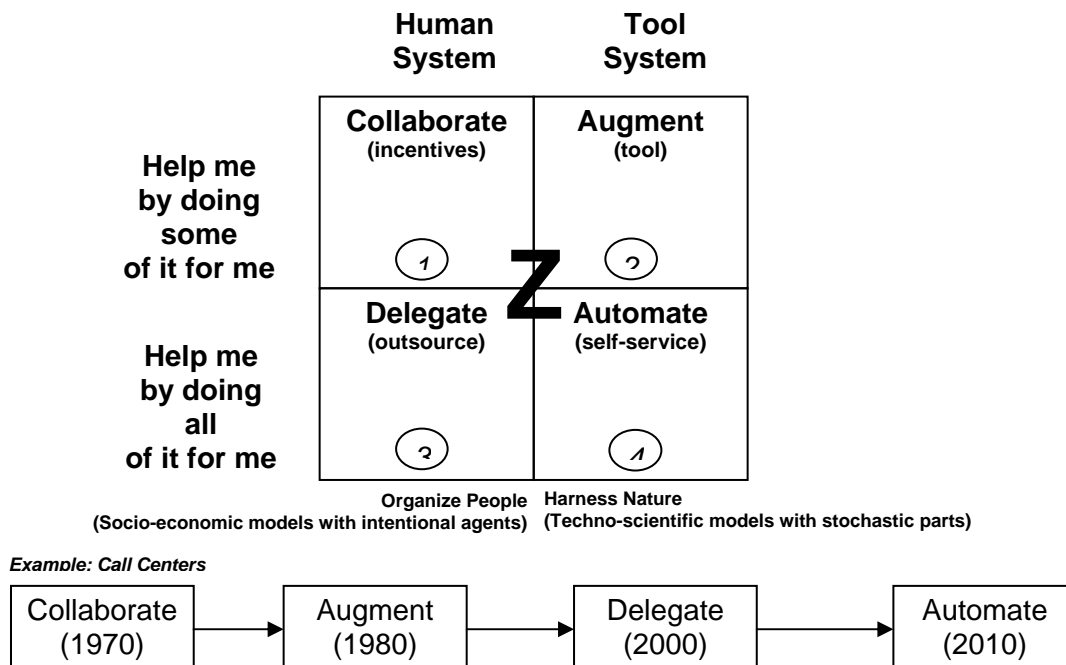 Human
System
Tool
System
Help me
by doing
some
of it for me
Collaborate
(incentives)
1
Augment
(tool)
2
Z
Help me
by doing
all
of it for me
Delegate
(outsource)
3
Automate
(self-service)
4
Organize People
(Socio-economic models with intentional agents)
Harness Nature
(Techno-scientific models with stochastic parts)
Example: Call Centers
Collaborate
(1970)
Augment
(1980)
Delegate
(2000)
Automate
(2010)